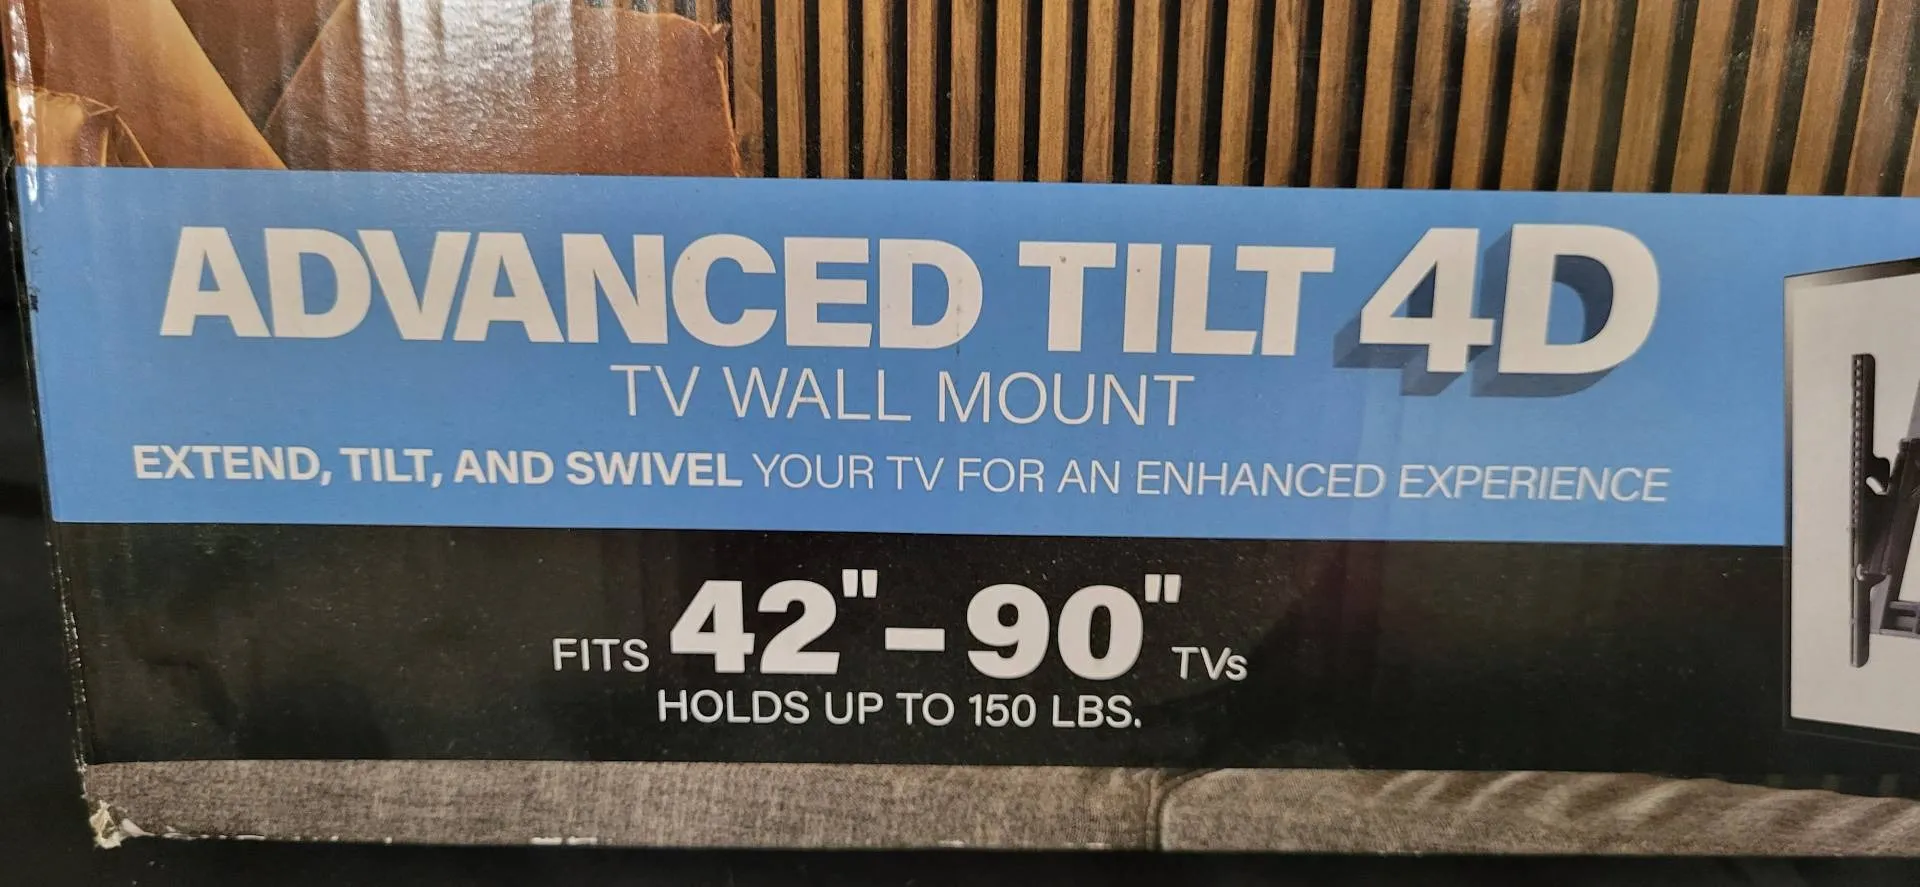 ADVANCED TILT 4D
TV WALL MOUNT
EXTEND, TILT, AND SWIVEL YOUR TV FOR AN ENHANCED EXPERIENCE
FITS 42"-90" TVs
HOLDS UP TO 150 LBS.